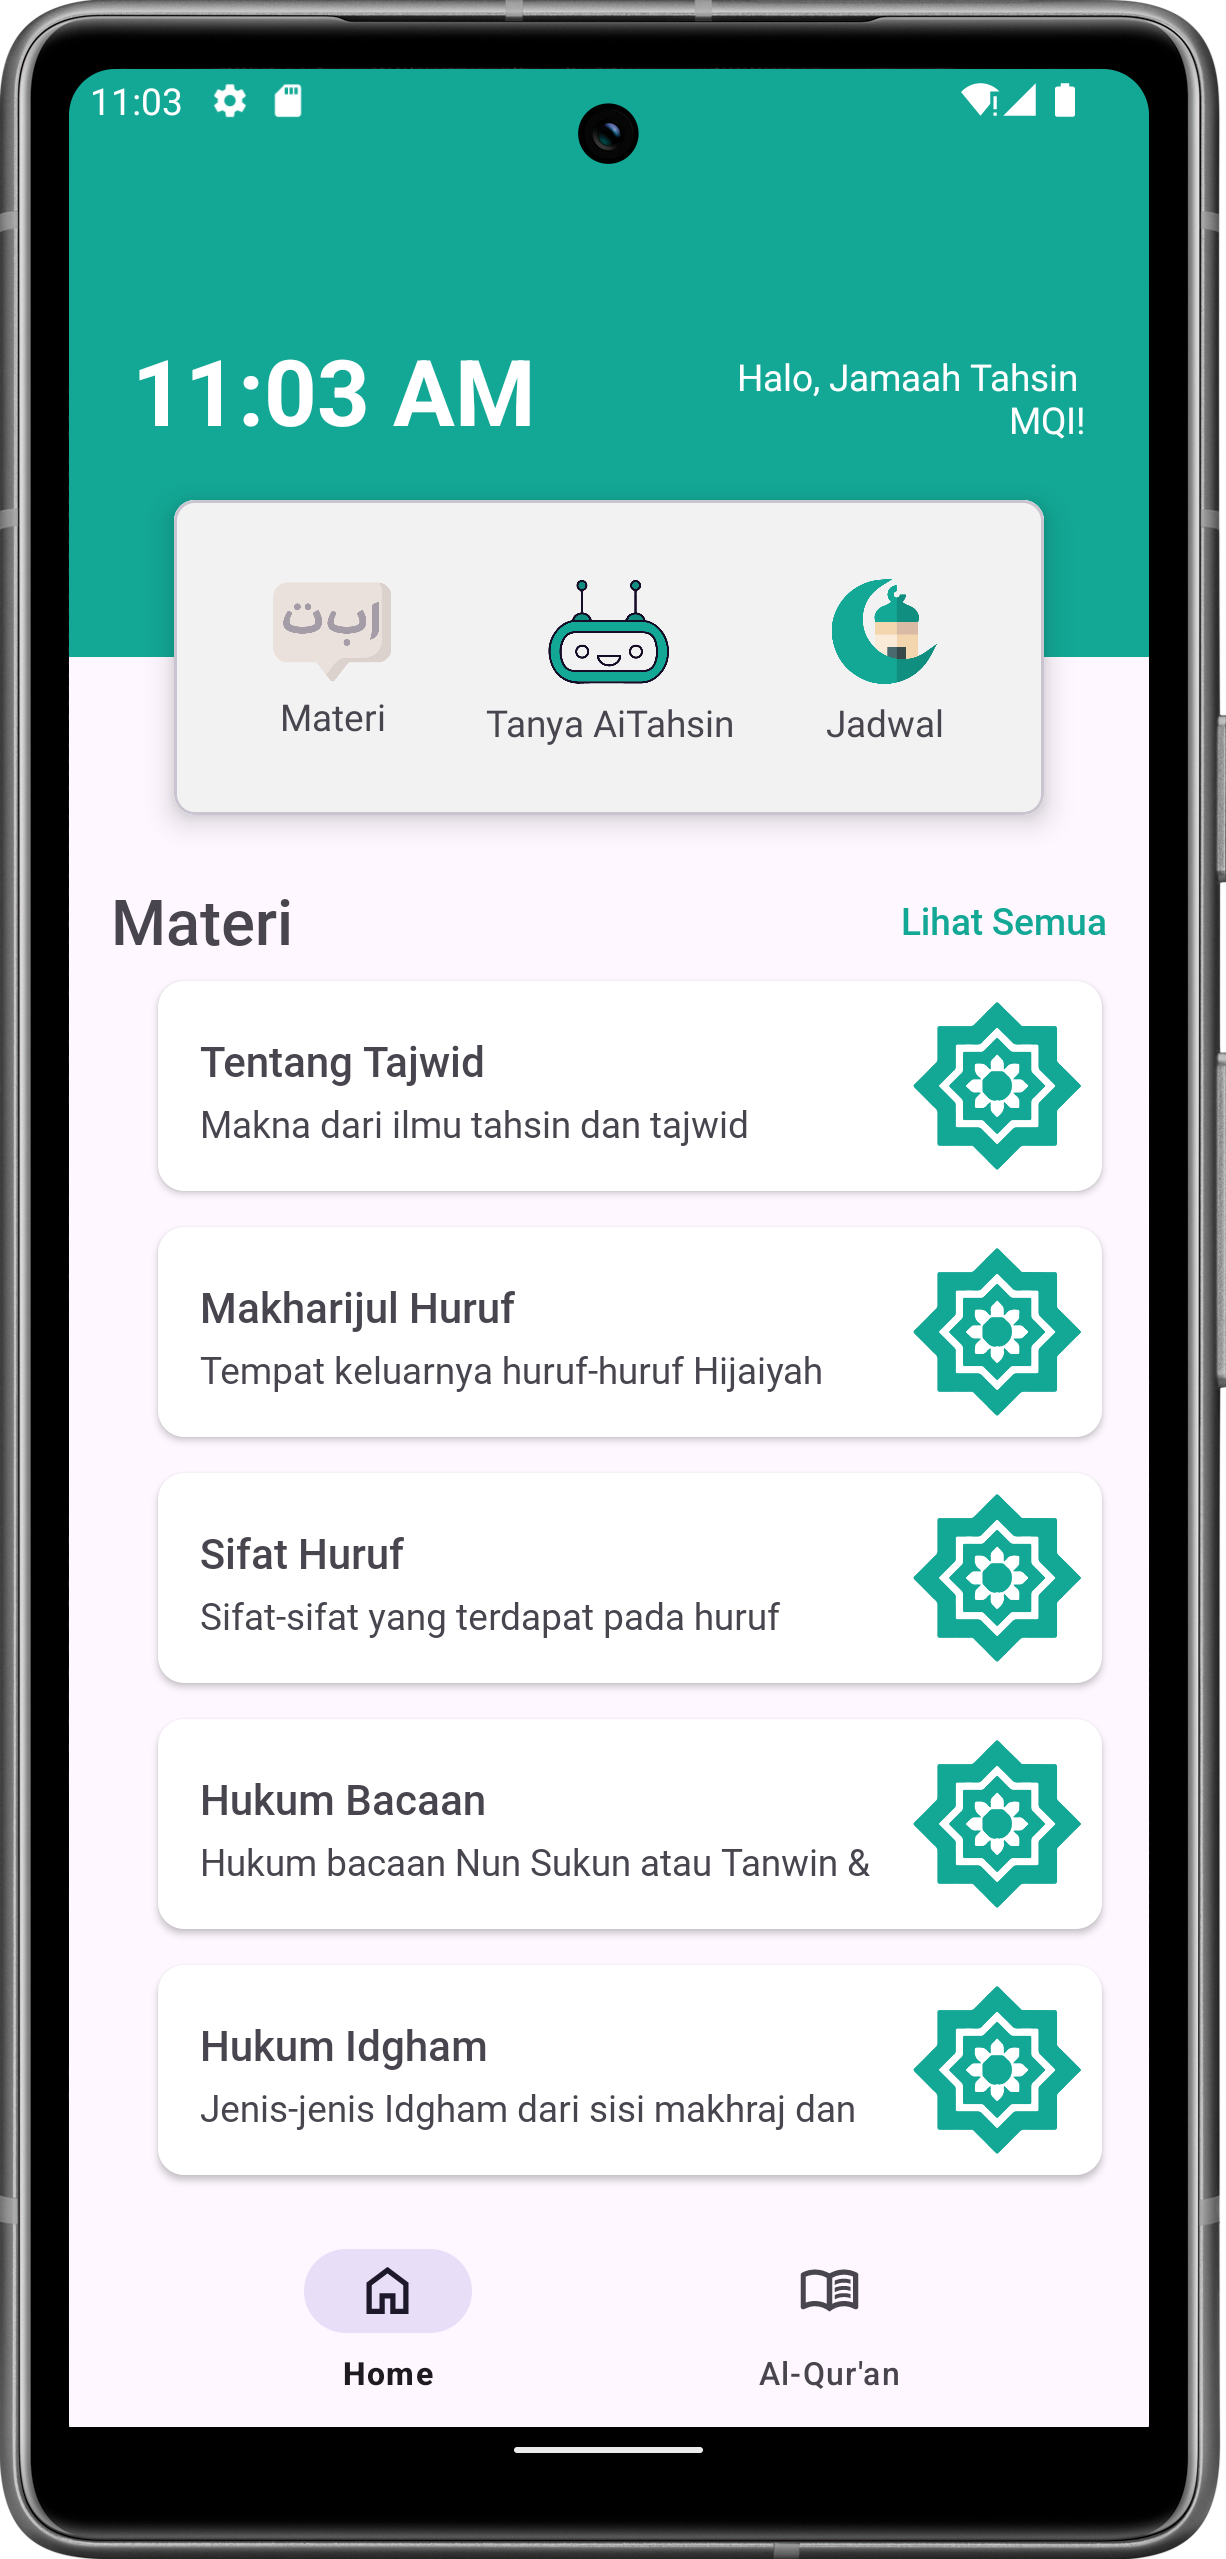 11:03
11:03 AM
Halo, Jamaah Tahsin
MQI!
ابت
Materi
Tanya AiTahsin
Jadwal
Materi
Lihat Semua
Tentang Tajwid
Makna dari ilmu tahsin dan tajwid
Makharijul Huruf
Tempat keluarnya huruf-huruf Hijaiyah
Sifat Huruf
Sifat-sifat yang terdapat pada huruf
Hukum Bacaan
Hukum bacaan Nun Sukun atau Tanwin &
Hukum Idgham
Jenis-jenis Idgham dari sisi makhraj dan
Home
Al-Qur'an